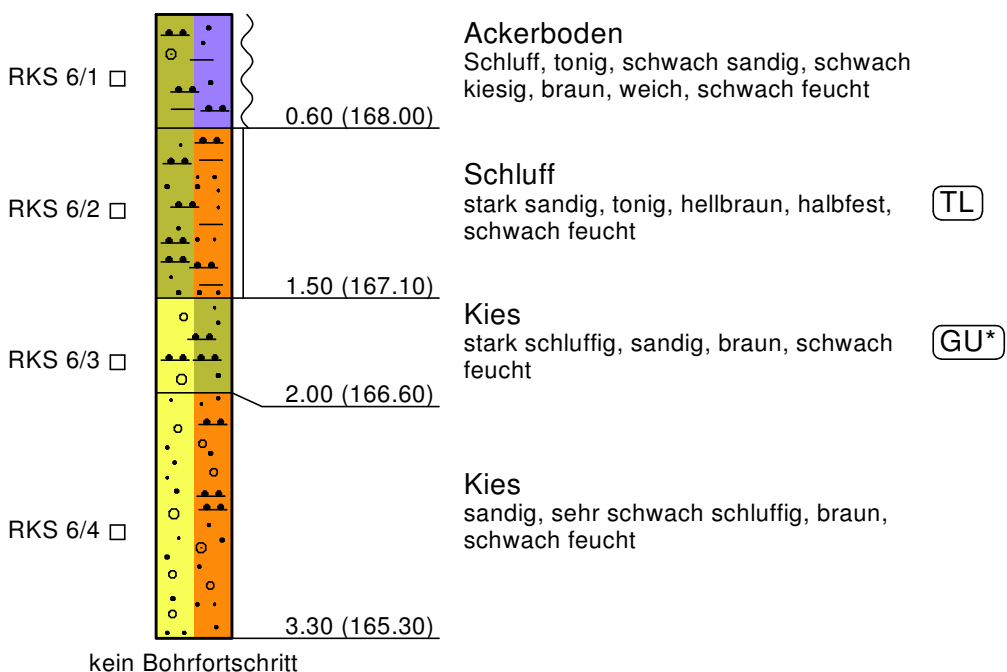 Ackerboden
RKS 6/1
Schluff, tonig, schwach sandig, schwach
kiesig, braun, weich, schwach feucht
0.60 (168.00)
Schluff
RKS 6/2
stark sandig, tonig, hellbraun, halbfest,
schwach feucht
TL
1.50 (167.10)
Kies
RKS 6/3
stark schluffig, sandig, braun, schwach
feucht
GU*
2.00 (166.60)
Kies
RKS 6/4
sandig, sehr schwach schluffig, braun,
schwach feucht
3.30 (165.30)
kein Bohrfortschritt